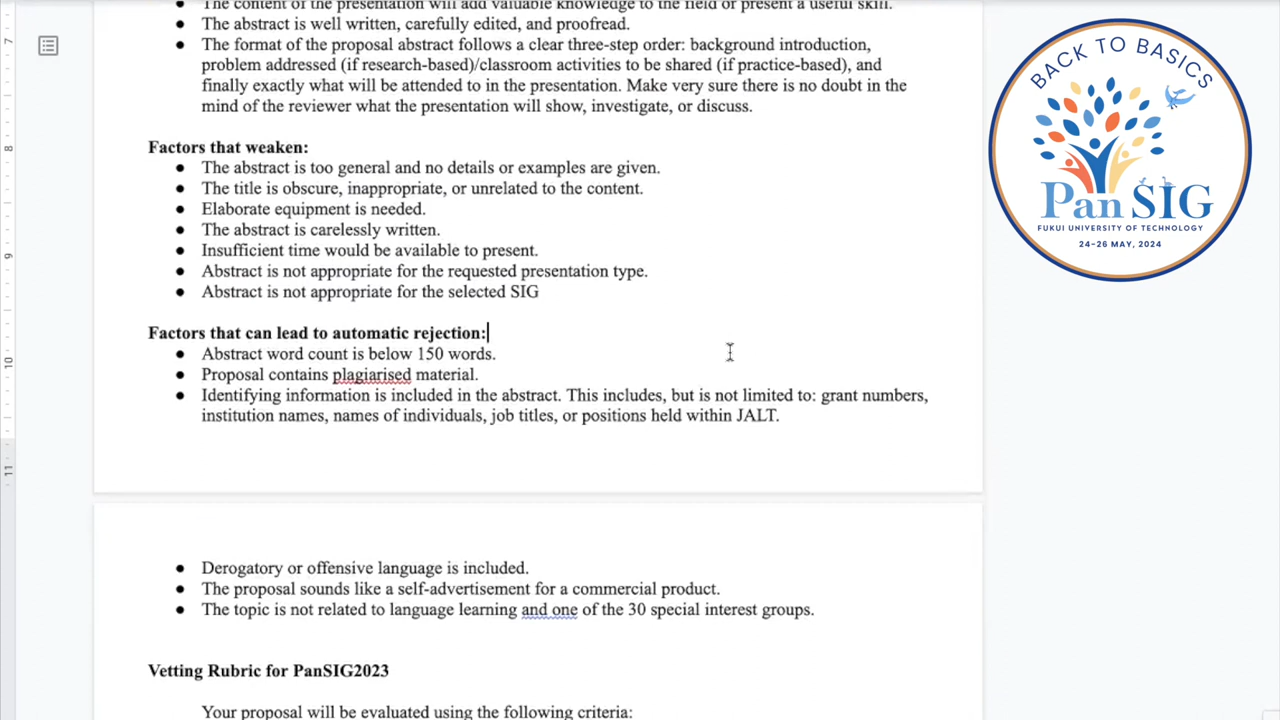 The content of the presentation will add valuable knowledge to the field or present a useful skill.
● The abstract is well written, carefully edited, and proofread.
● The format of the proposal abstract follows a clear three-step order: background introduction,
problem addressed (if research-based)/classroom activities to be shared (if practice-based), and
finally exactly what will be attended to in the presentation. Make very sure there is no doubt in the
mind of the reviewer what the presentation will show, investigate, or discuss.
Factors that weaken:
● The abstract is too general and no details or examples are given.
● The title is obscure, inappropriate, or unrelated to the content.
● Elaborate equipment is needed.
● The abstract is carelessly written.
● Insufficient time would be available to present.
● Abstract is not appropriate for the requested presentation type.
● Abstract is not appropriate for the selected SIG
Factors that can lead to automatic rejection:
● Abstract word count is below 150 words.
● Proposal contains plagiarised material.
● Identifying information is included in the abstract. This includes, but is not limited to: grant numbers,
institution names, names of individuals, job titles, or positions held within JALT.
● Derogatory or offensive language is included.
● The proposal sounds like a self-advertisement for a commercial product.
● The topic is not related to language learning and one of the 30 special interest groups.
Vetting Rubric for PanSIG2023
Your proposal will be evaluated using the following criteria:
7
8
9
10
11
BACK TO BASICS
PanSIG
FUKUI UNIVERSITY OF TECHNOLOGY
24-26 MAY, 2024